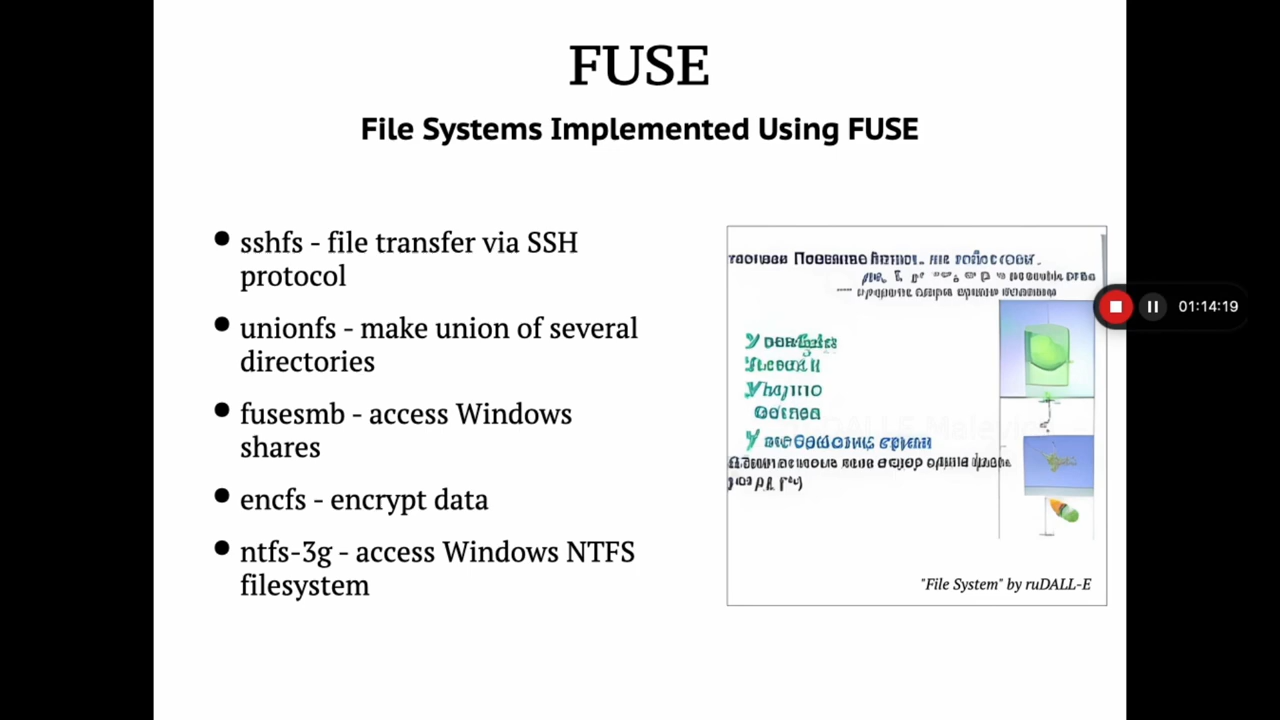 FUSE
File Systems Implemented Using FUSE
● sshfs - file transfer via SSH
protocol
● unionfs - make union of several
directories
● fusesmb - access Windows
shares
● encfs - encrypt data
● ntfs-3g - access Windows NTFS
filesystem
"File System" by ruDALL-E
01:14:19